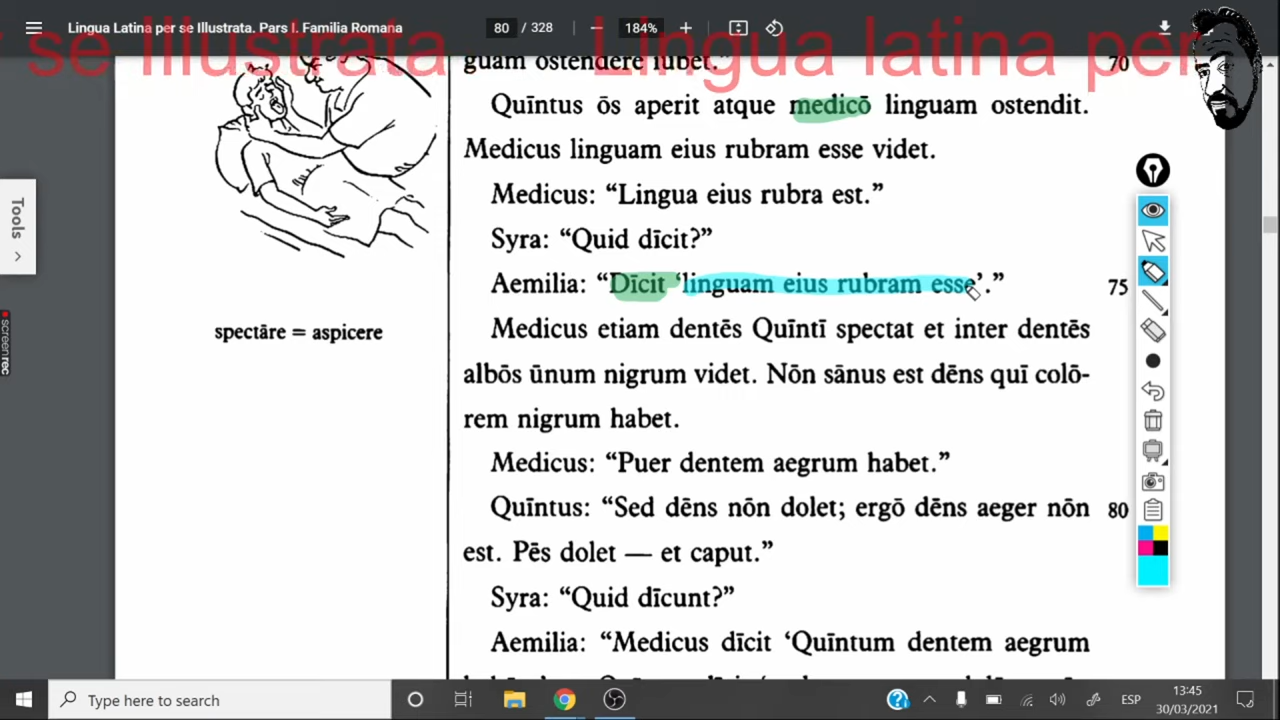 Lingua Latina per se Illustrata. Pars I. Familia Romana
80 / 328
184%
se Illustrata Lingua latina per
Tools
screenrec
guam ostendere iubet."
70
Quīntus ōs aperit atque medicō linguam ostendit.
Medicus linguam eius rubram esse videt.
Medicus: “Lingua eius rubra est.”
Syra: “Quid dīcit?”
Aemilia: “Dīcit ‘linguam eius rubram esse’.”
75
spectāre = aspicere
Medicus etiam dentēs Quīntī spectat et inter dentēs
albōs ūnum nigrum videt. Nōn sānus est dēns quī colō-
rem nigrum habet.
Medicus: “Puer dentem aegrum habet.”
Quīntus: “Sed dēns nōn dolet; ergō dēns aeger nōn
80
est. Pēs dolet — et caput.”
Syra: “Quid dīcunt?”
Aemilia: “Medicus dīcit ‘Quīntum dentem aegrum
Type here to search
ESP
13:45
30/03/2021